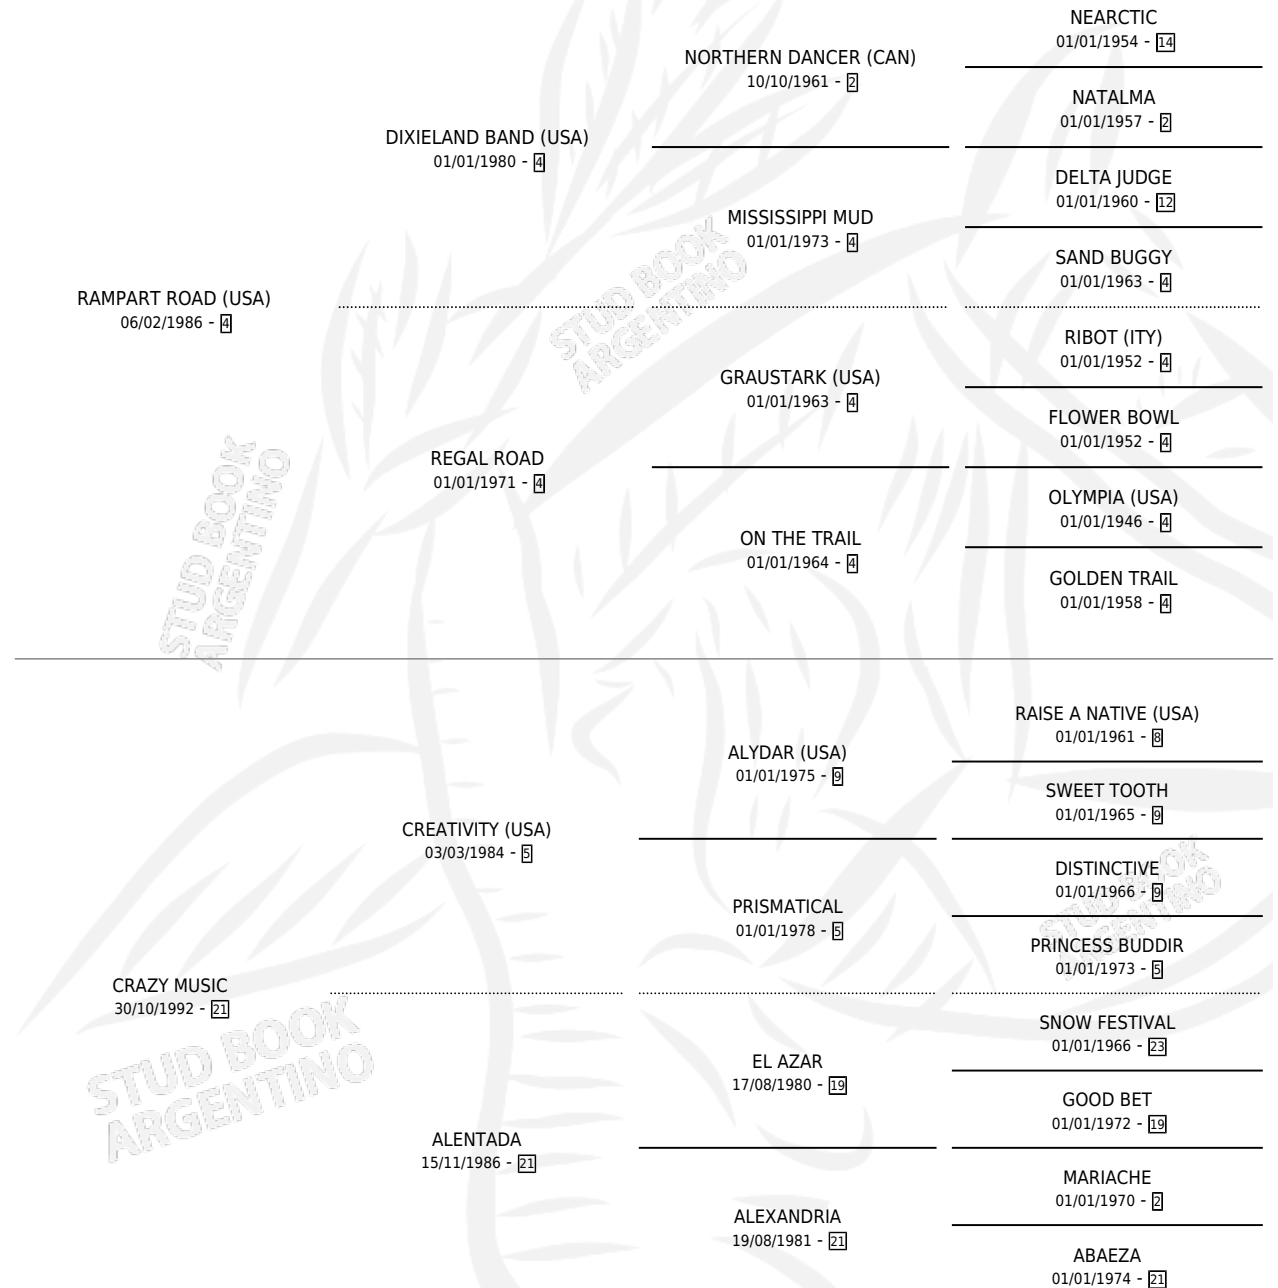 NEARCTIC
01/01/1954 - 14
NORTHERN DANCER (CAN)
10/10/1961 - 2
NATALMA
01/01/1957 - 2
DIXIELAND BAND (USA)
01/01/1980 - 4
DELTA JUDGE
01/01/1960 - 12
MISSISSIPPI MUD
01/01/1973 - 4
SAND BUGGY
01/01/1963 - 4
RAMPART ROAD (USA)
06/02/1986 - 4
RIBOT (ITY)
01/01/1952 - 4
GRAUSTARK (USA)
01/01/1963 - 4
FLOWER BOWL
01/01/1952 - 4
REGAL ROAD
01/01/1971 - 4
OLYMPIA (USA)
01/01/1946 - 4
ON THE TRAIL
01/01/1964 - 4
GOLDEN TRAIL
01/01/1958 - 4
RAISE A NATIVE (USA)
01/01/1961 - 8
ALYDAR (USA)
01/01/1975 - 9
SWEET TOOTH
01/01/1965 - 9
CREATIVITY (USA)
03/03/1984 - 5
DISTINCTIVE
01/01/1966 - 9
PRISMATICAL
01/01/1978 - 5
PRINCESS BUDDIR
01/01/1973 - 5
CRAZY MUSIC
30/10/1992 - 21
SNOW FESTIVAL
01/01/1966 - 23
EL AZAR
17/08/1980 - 19
GOOD BET
01/01/1972 - 19
ALENTADA
15/11/1986 - 21
MARIACHE
01/01/1970 - 2
ALEXANDRIA
19/08/1981 - 21
ABAEZA
01/01/1974 - 21
STUD BOOK
ARGENTINO
STUD BOOK
ARGENTINO
STUD BOOK
ARGENTINO
STUD BOOK
ARGENTINO